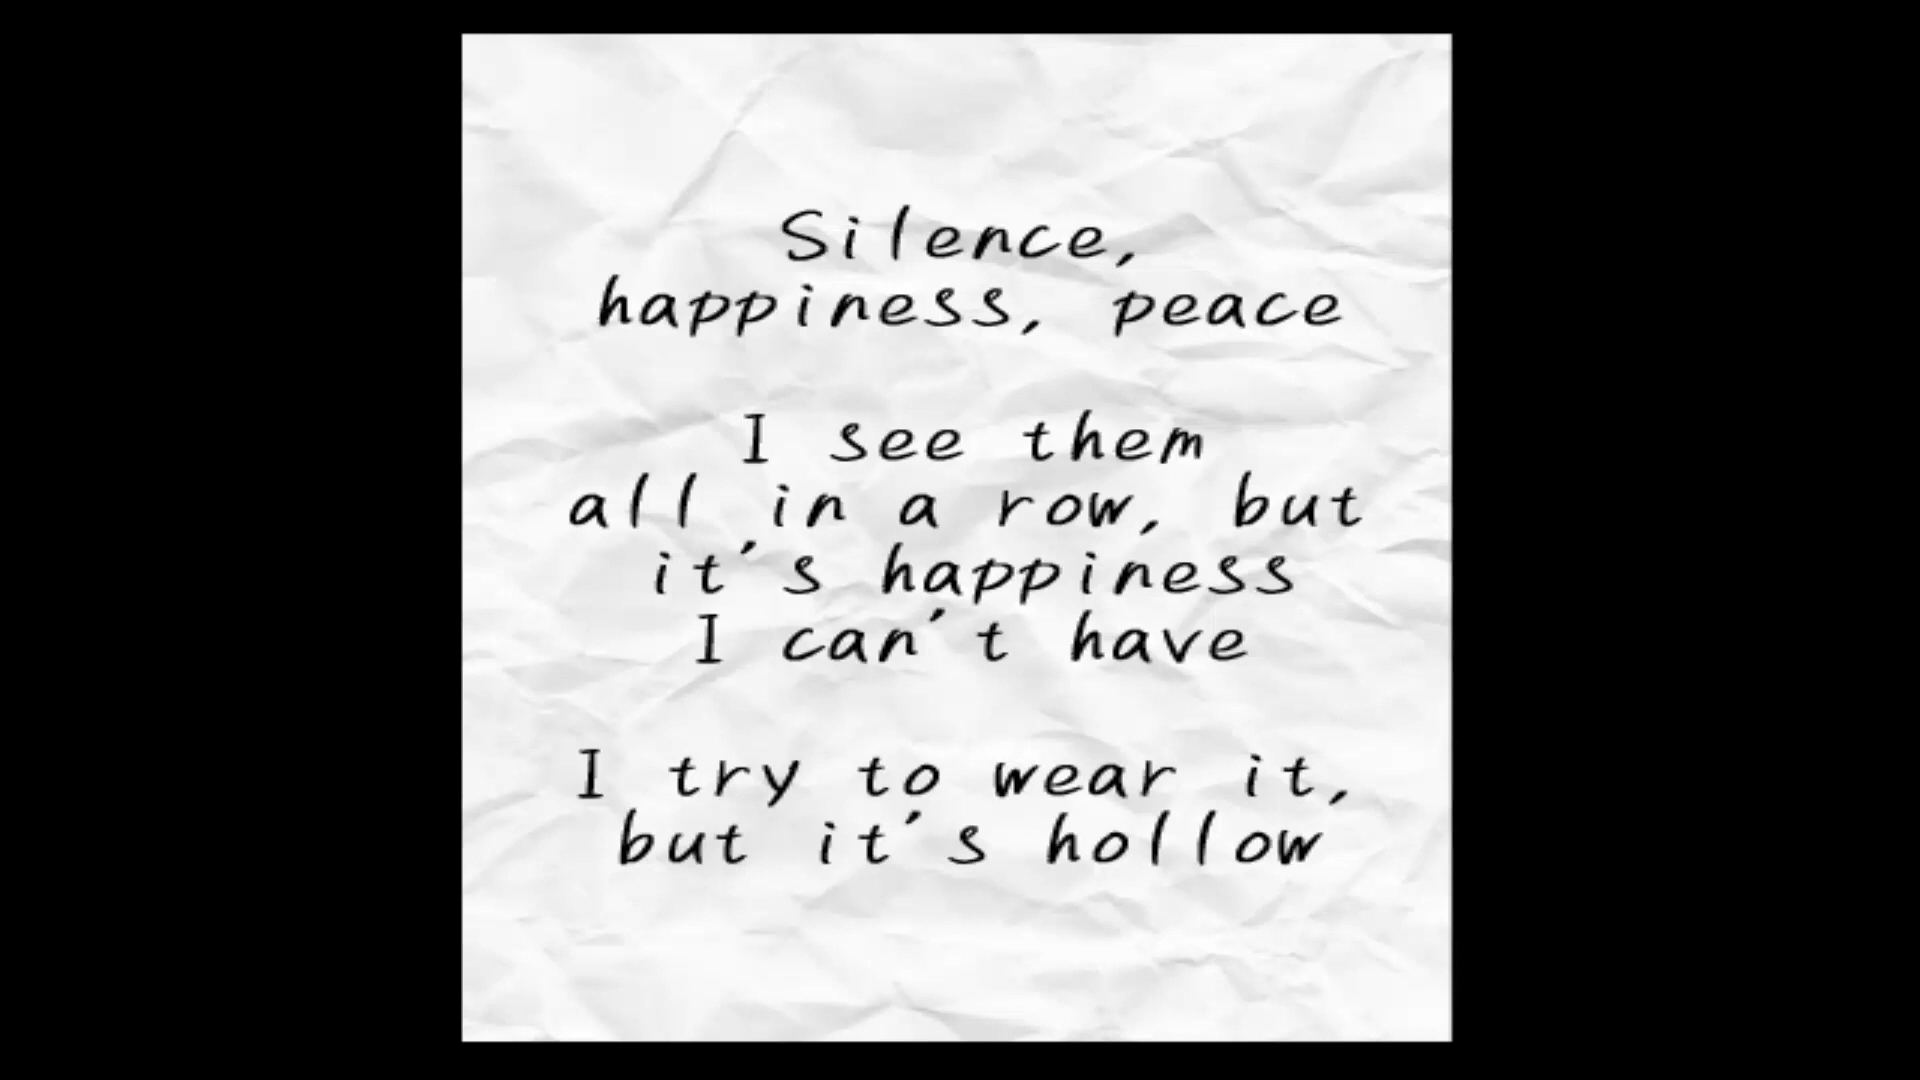 Silence,
happiness, peace
I see them
all in a row, but
it's happiness
I can't have
I try to wear it,
but it's hollow